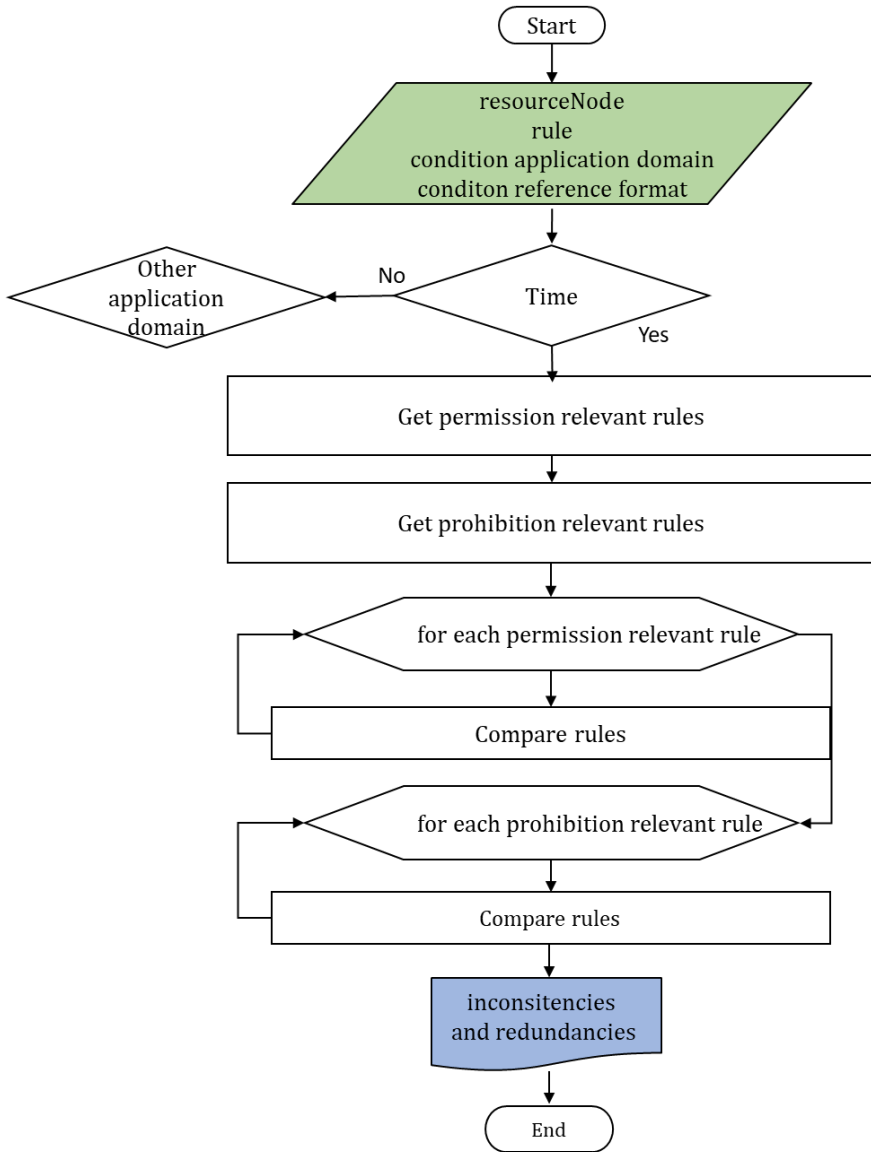 Start
resourceNode
rule
condition application domain
conditon reference format
Other
application
domain
No
Time
Yes
Get permission relevant rules
Get prohibition relevant rules
for each permission relevant rule
Compare rules
for each prohibition relevant rule
Compare rules
inconsitencies
and redundancies
End